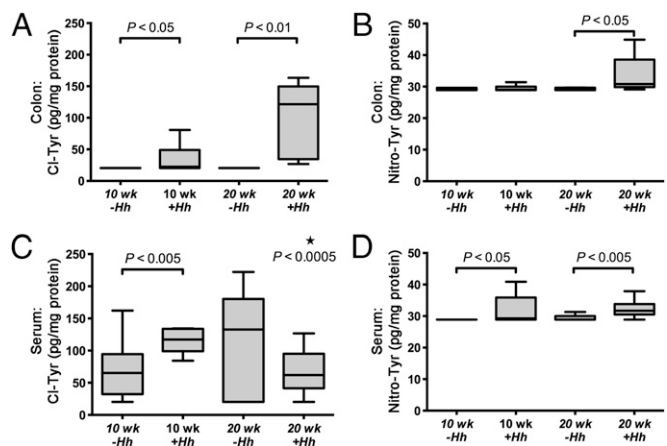 A
Colon:
Cl-Tyr (pg/mg protein)
250
200
150
100
50
0
P < 0.05
P < 0.01
10 wk
-Hh
10 wk
+Hh
20 wk
-Hh
20 wk
+Hh
B
Colon:
Nitro-Tyr (pg/mg protein)
50
40
30
20
10
0
P < 0.05
10 wk
-Hh
10 wk
+Hh
20 wk
-Hh
20 wk
+Hh
C
Serum:
Cl-Tyr (pg/mg protein)
250
200
150
100
50
0
P < 0.005
★
P < 0.0005
10 wk
-Hh
10 wk
+Hh
20 wk
-Hh
20 wk
+Hh
D
Serum:
Nitro-Tyr (pg/mg protein)
50
40
30
20
10
0
P < 0.05
P < 0.005
10 wk
-Hh
10 wk
+Hh
20 wk
-Hh
20 wk
+Hh